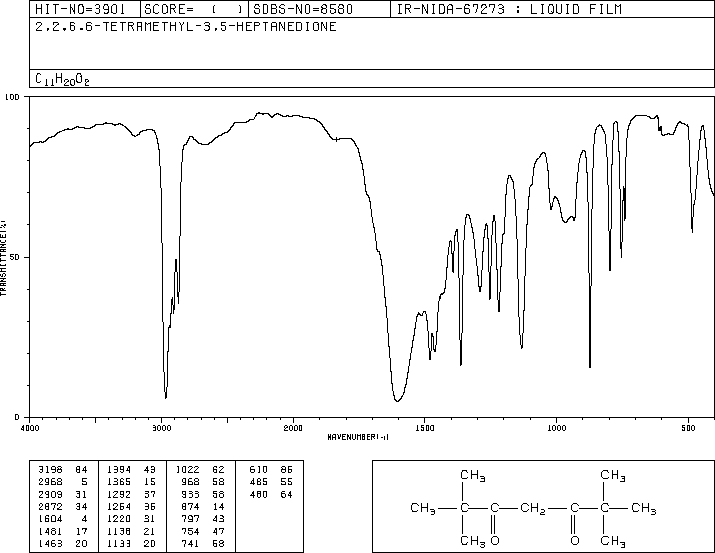 HIT-NO=3901 SCORE= ( ) SDBS-NO=8580 IR-NIDA-67273 : LIQUID FILM
2,2,6,6-TETRAMETHYL-3,5-HEPTANEDIONE
C11H20O2
100
TRANSMITTANCE(%)
50
0
4000 3000 2000 1500 1000 500
WAVENUMBER(-1)
3198 84 1394 43 1022 62 610 86
2968 5 1365 15 968 58 485 55
2909 31 1292 37 933 58 480 64
2872 34 1254 36 874 14
1604 4 1220 31 797 43
1481 17 1138 21 754 47
1463 20 1133 20 741 58
CH3 CH3
CH3 C C CH2 C C CH3
CH3 O O CH3